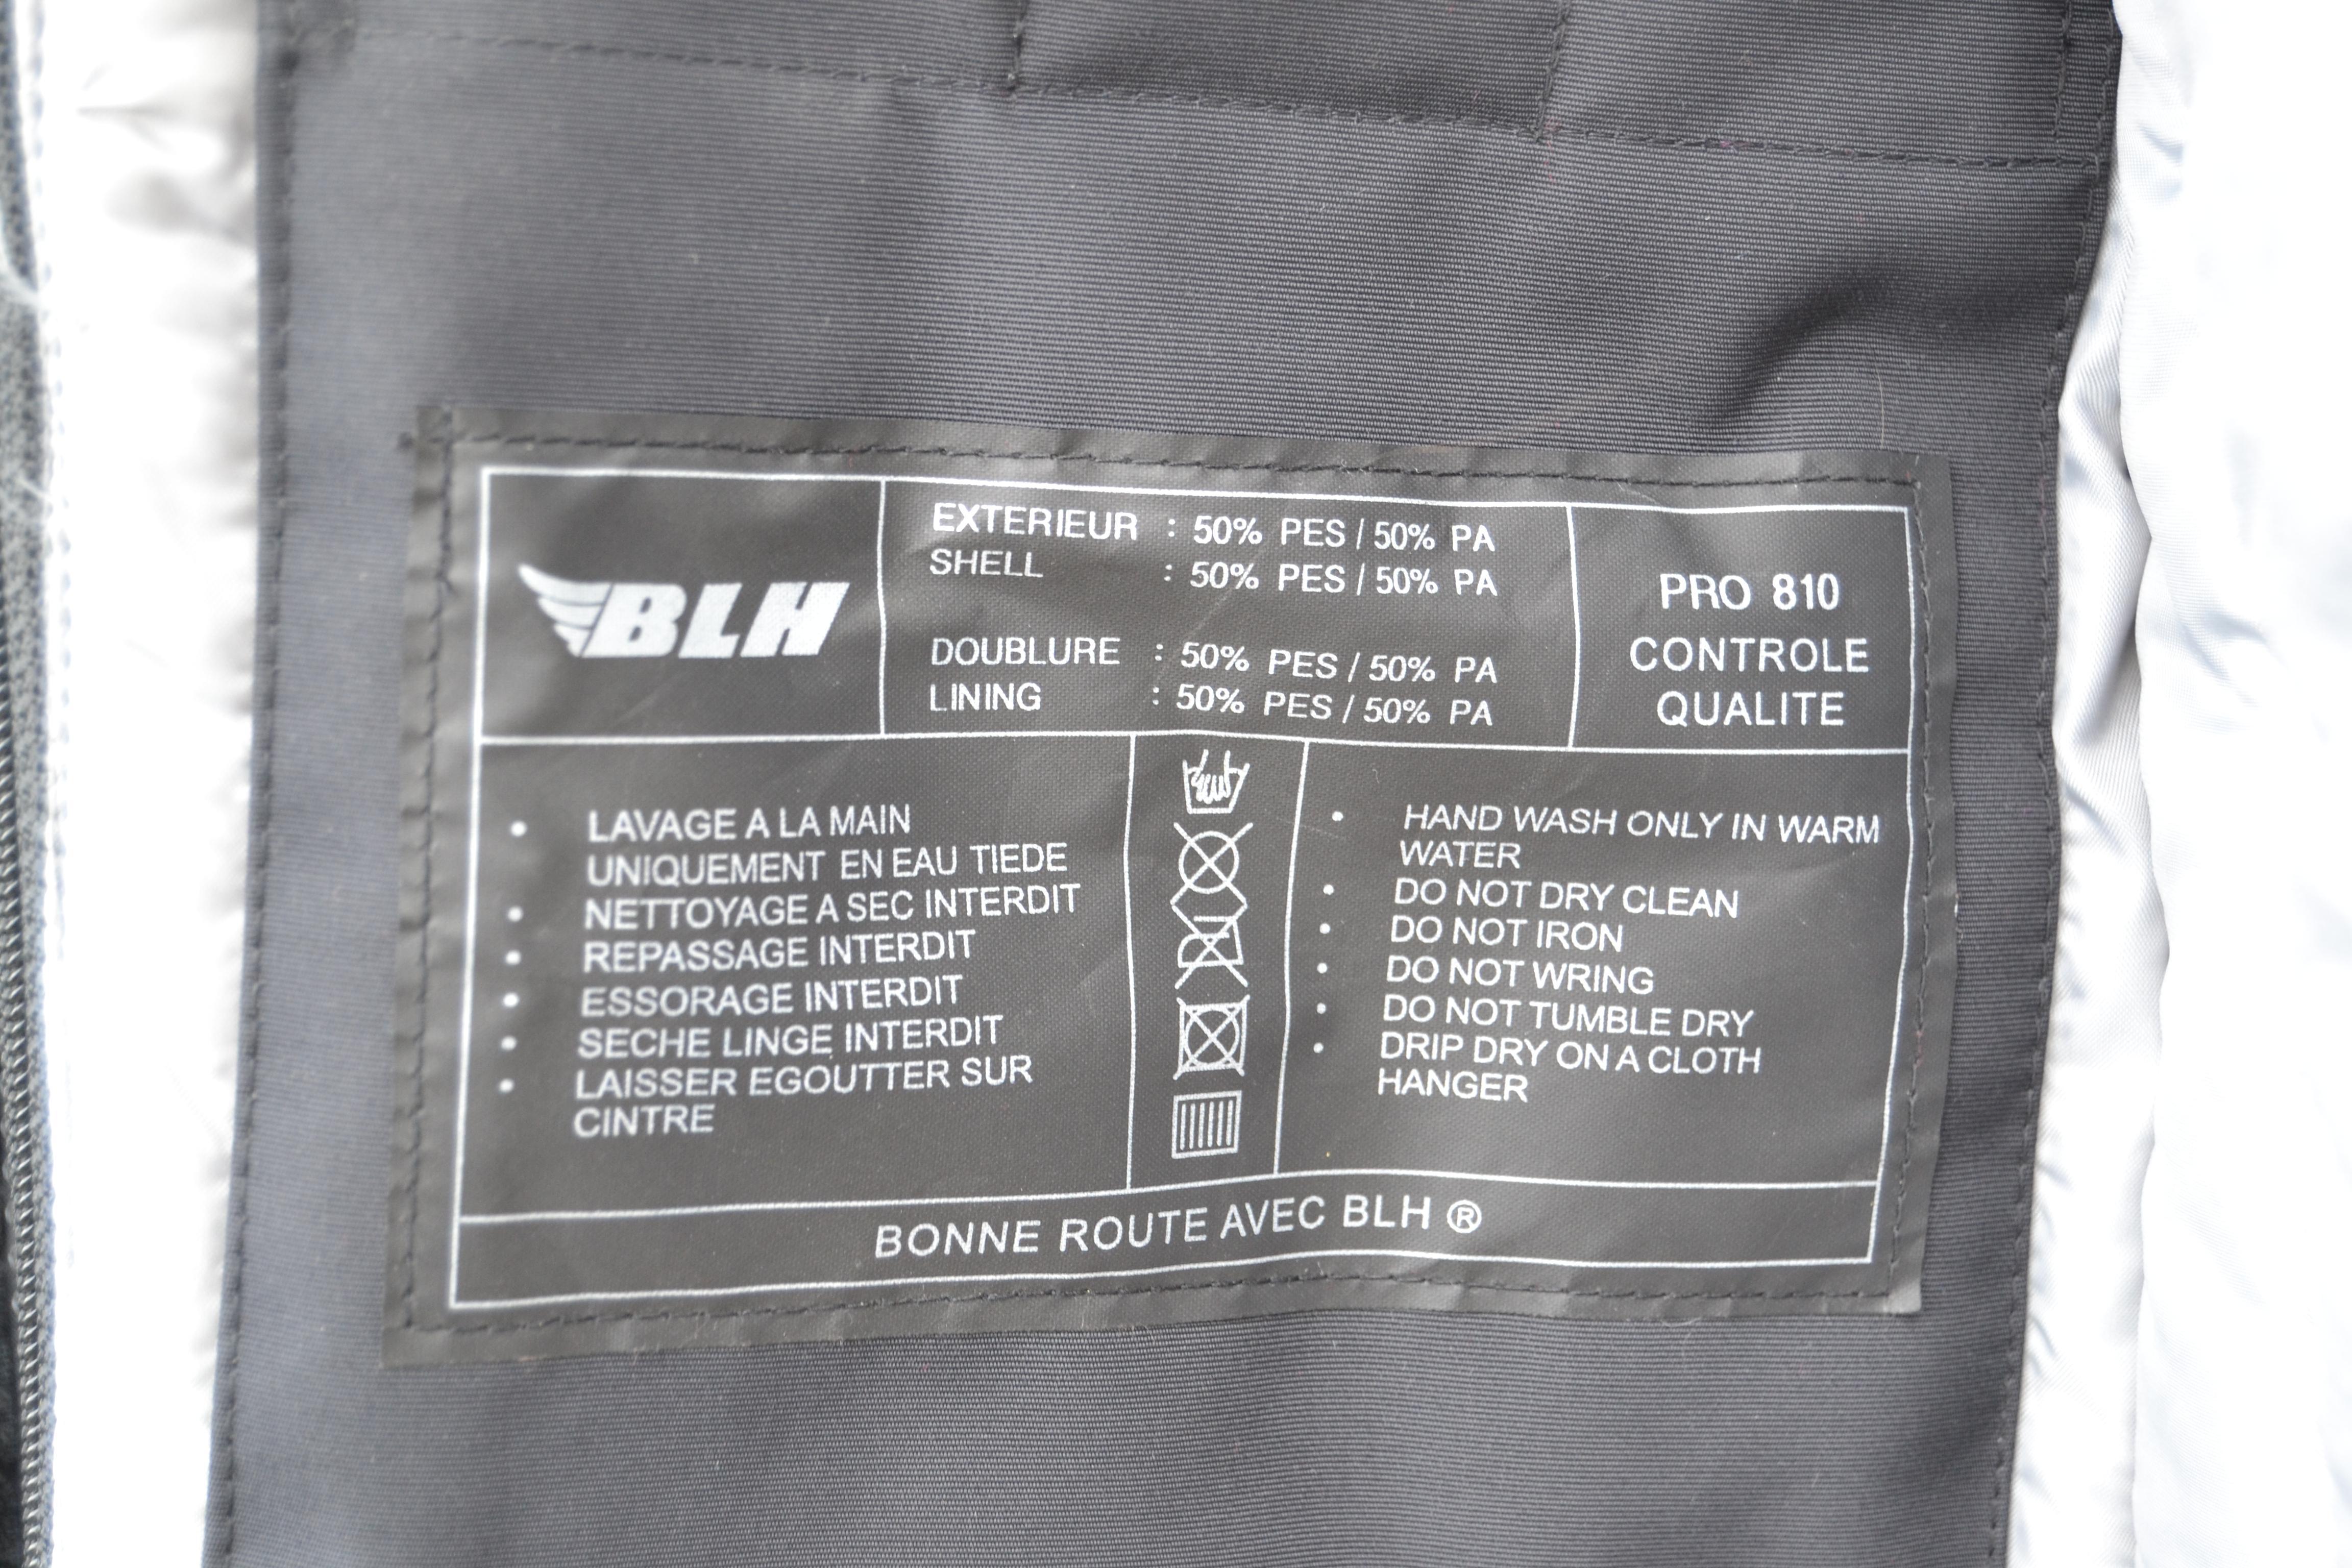 BLH
EXTERIEUR : 50% PES / 50% PA
SHELL : 50% PES / 50% PA
DOUBLURE : 50% PES / 50% PA
LINING : 50% PES / 50% PA
PRO 810
CONTROLE
QUALITE
• LAVAGE A LA MAIN
UNIQUEMENT EN EAU TIEDE
• NETTOYAGE A SEC INTERDIT
• REPASSAGE INTERDIT
• ESSORAGE INTERDIT
• SECHE LINGE INTERDIT
• LAISSER EGOUTTER SUR
CINTRE
• HAND WASH ONLY IN WARM
WATER
• DO NOT DRY CLEAN
• DO NOT IRON
• DO NOT WRING
• DO NOT TUMBLE DRY
• DRIP DRY ON A CLOTH
HANGER
BONNE ROUTE AVEC BLH ®